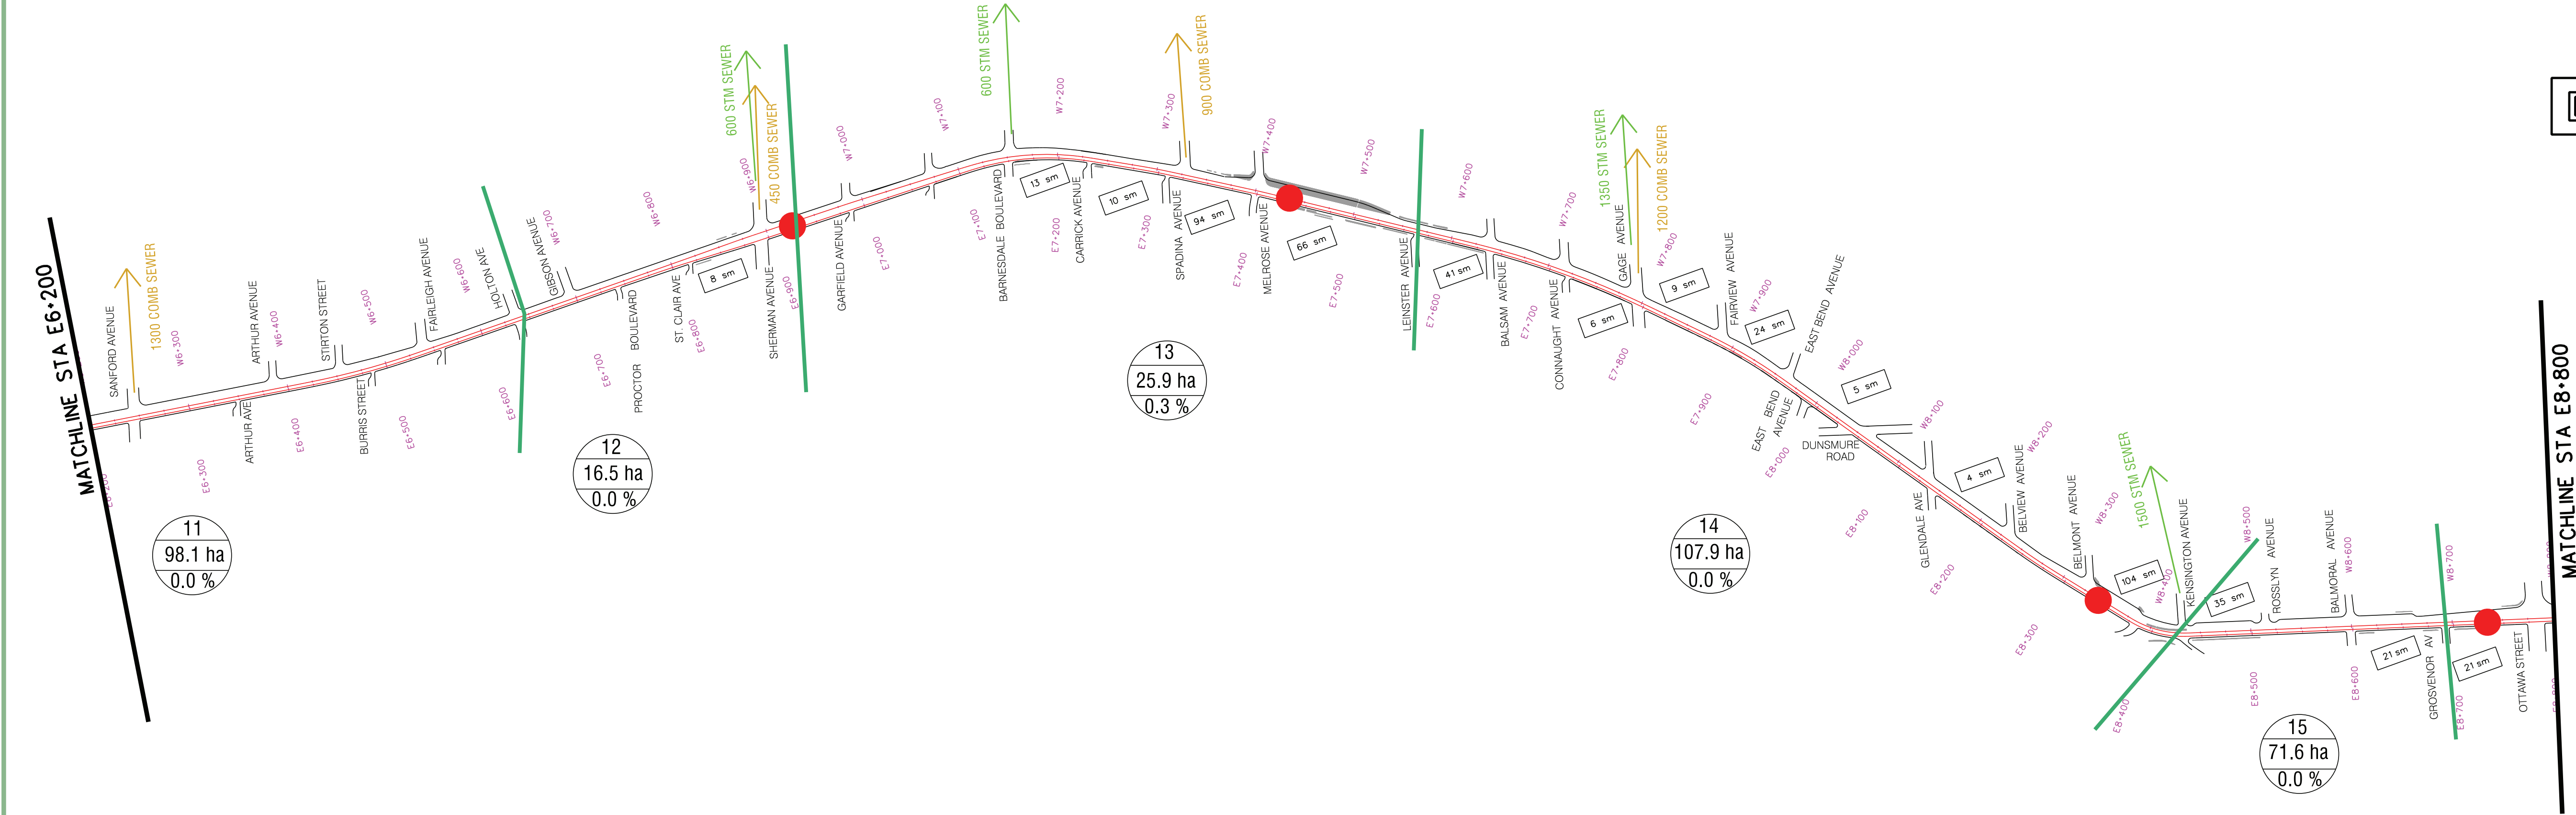 MATCHLINE STA E6+200
SANFORD AVENUE
1300 COMB SEWER
W6+300
E6+200
E6+300
ARTHUR AVENUE
ARTHUR AVE
W6+400
E6+400
STIRTON STREET
BURRIS STREET
W6+500
E6+500
FAIRLEIGH AVENUE
W6+600
HOLTON AVE
E6+600
11
98.1 ha
0.0 %
GIBSON AVENUE
W6+700
E6+700
PROCTOR BOULEVARD
W6+800
ST. CLAIR AVE
E6+800
8 sm
600 STM SEWER
W6+900
450 COMB SEWER
SHERMAN AVENUE
E6+900
12
16.5 ha
0.0 %
W7+000
GARFIELD AVENUE
E7+000
W7+100
E7+100
600 STM SEWER
BARNESDALE BOULEVARD
13 sm
W7+200
E7+200
CARRICK AVENUE
10 sm
W7+300
E7+300
900 COMB SEWER
SPADINA AVENUE
94 sm
W7+400
E7+400
MELROSE AVENUE
66 sm
W7+500
E7+500
13
25.9 ha
0.3 %
LEINSTER AVENUE
E7+600
W7+600
41 sm
BALSAM AVENUE
E7+700
W7+700
CONNAUGHT AVENUE
6 sm
E7+800
1350 STM SEWER
GAGE AVENUE
1200 COMB SEWER
W7+800
9 sm
FAIRVIEW AVENUE
W7+900
24 sm
E7+900
EAST BEND AVENUE
EAST BEND
AVENUE
W8+000
E8+000
5 sm
DUNSMURE
ROAD
W8+100
E8+100
GLENDALE AVE
4 sm
E8+200
BELVIEW AVENUE
W8+200
E8+300
BELMONT AVENUE
W8+300
104 sm
14
107.9 ha
0.0 %
1500 STM SEWER
W8+400
KENSINGTON AVENUE
E8+400
35 sm
W8+500
E8+500
ROSSLYN AVENUE
BALMORAL AVENUE
W8+600
E8+600
21 sm
GROSVENOR AV
W8+700
E8+700
21 sm
OTTAWA STREET
15
71.6 ha
0.0 %
MATCHLINE STA E8+800